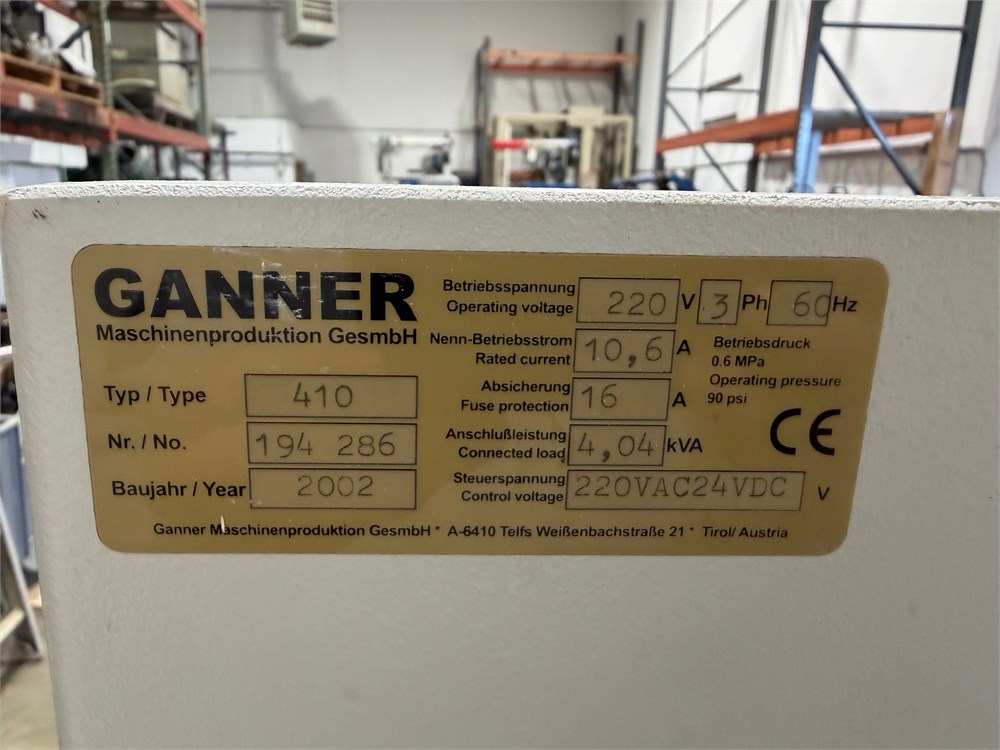 GANNER
Maschinenproduktion GesmbH
Typ / Type 410
Nr. / No. 194 286
Baujahr / Year 2002
Betriebsspannung
Operating voltage 220 V 3 Ph 60 Hz
Nenn-Betriebsstrom
Rated current 10,6 A
Betriebsdruck
0.6 MPa
Operating pressure
90 psi
Absicherung
Fuse protection 16 A
Anschlußleistung
Connected load 4,04 kVA
CE
Steuerspannung
Control voltage 220VAC24VDC V
Ganner Maschinenproduktion GesmbH * A-6410 Telfs Weißenbachstraße 21 * Tirol/ Austria